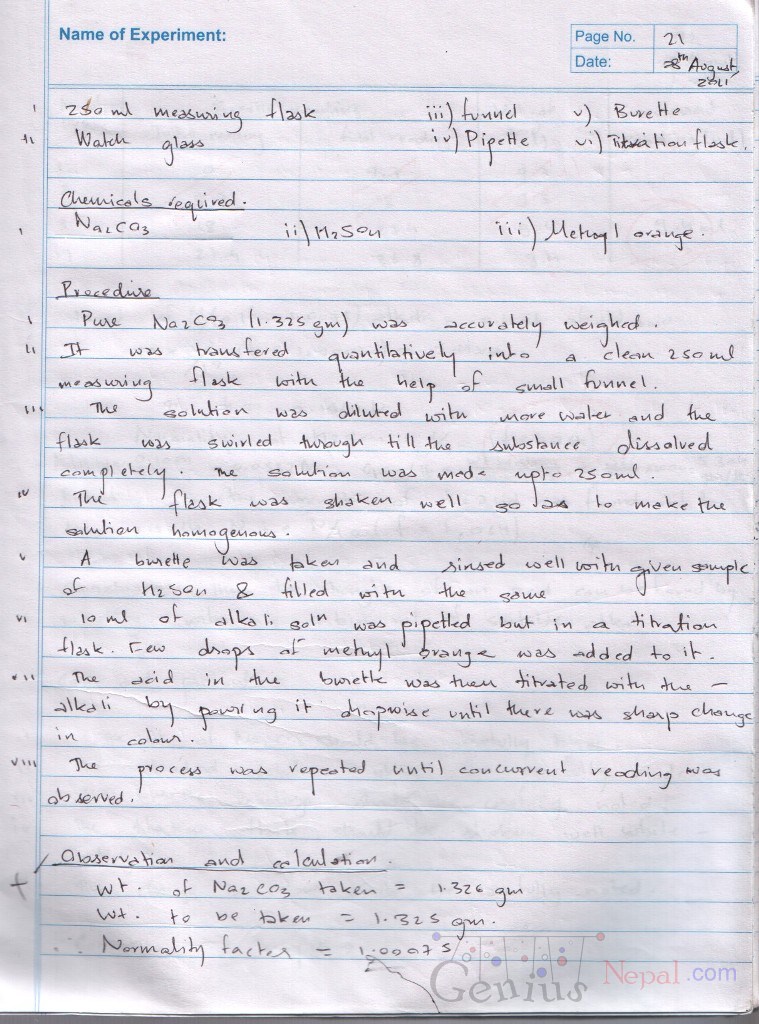 Name of Experiment:
Page No. 21
Date: 28th August, 2011
i 250 ml measuring flask iii) funnel v) Burette
ii Watch glass iv) Pipette vi) Titration flask.
Chemicals required.
i Na2CO3 ii) H2SO4 iii) Methyl orange.
Procedure
i Pure Na2CO3 (1.325 gm) was accurately weighed.
ii It was transfered quantitatively into a clean 250 ml
measuring flask with the help of small funnel.
iii The solution was diluted with more water and the
flask was swirled through till the substance dissolved
completely. The solution was made upto 250 ml.
iv The flask was shaken well so as to make the
solution homogenous.
v A burette was taken and rinsed well with given sample
of H2SO4 & filled with the same
vi 10 ml of alkali soln was pipetted but in a titration
flask. Few drops of methyl orange was added to it.
vii The acid in the burette was then titrated with the –
alkali by pouring it dropwise until there was sharp change
in colour.
viii The process was repeated until concurrent reading was
observed.
Observation and calculation.
Wt. of Na2CO3 taken = 1.326 gm
Wt. to be taken = 1.325 gm.
∴ Normality factor = 1.00075
Genius Nepal.com